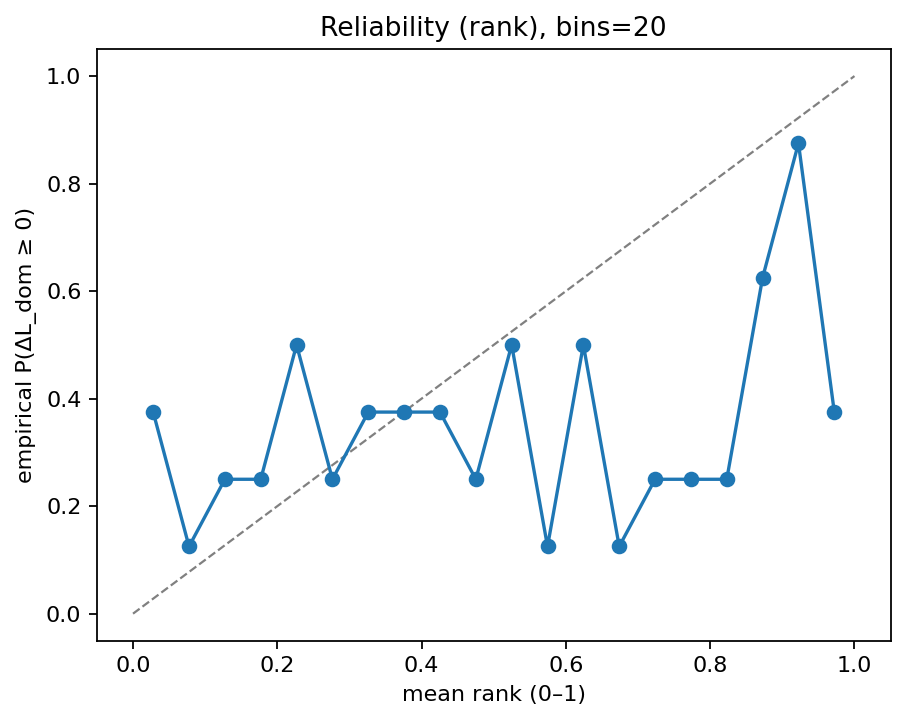 Reliability (rank), bins=20
empirical P(ΔL_dom ≥ 0)
1.0
0.8
0.6
0.4
0.2
0.0
0.0 0.2 0.4 0.6 0.8 1.0
mean rank (0–1)